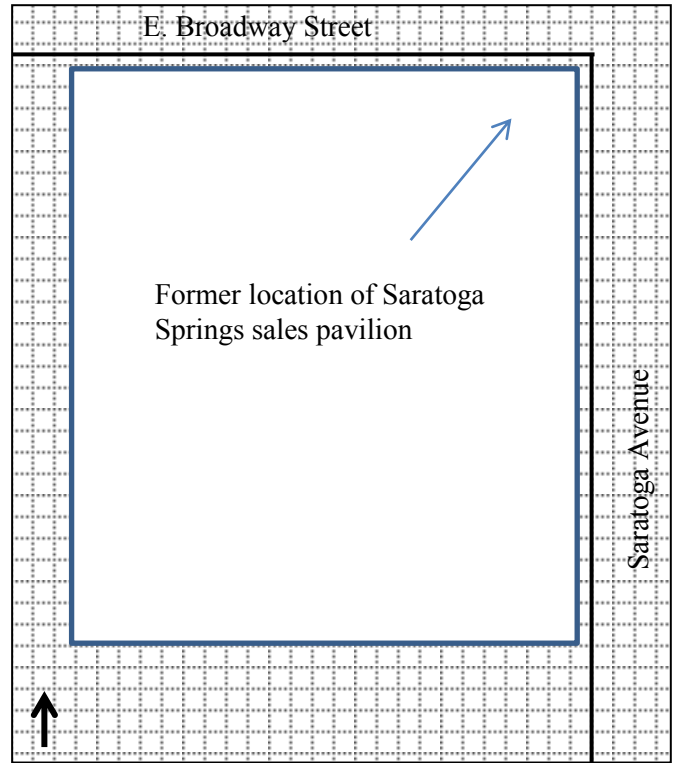 E. Broadway Street
Former location of Saratoga
Springs sales pavilion
Saratoga Avenue